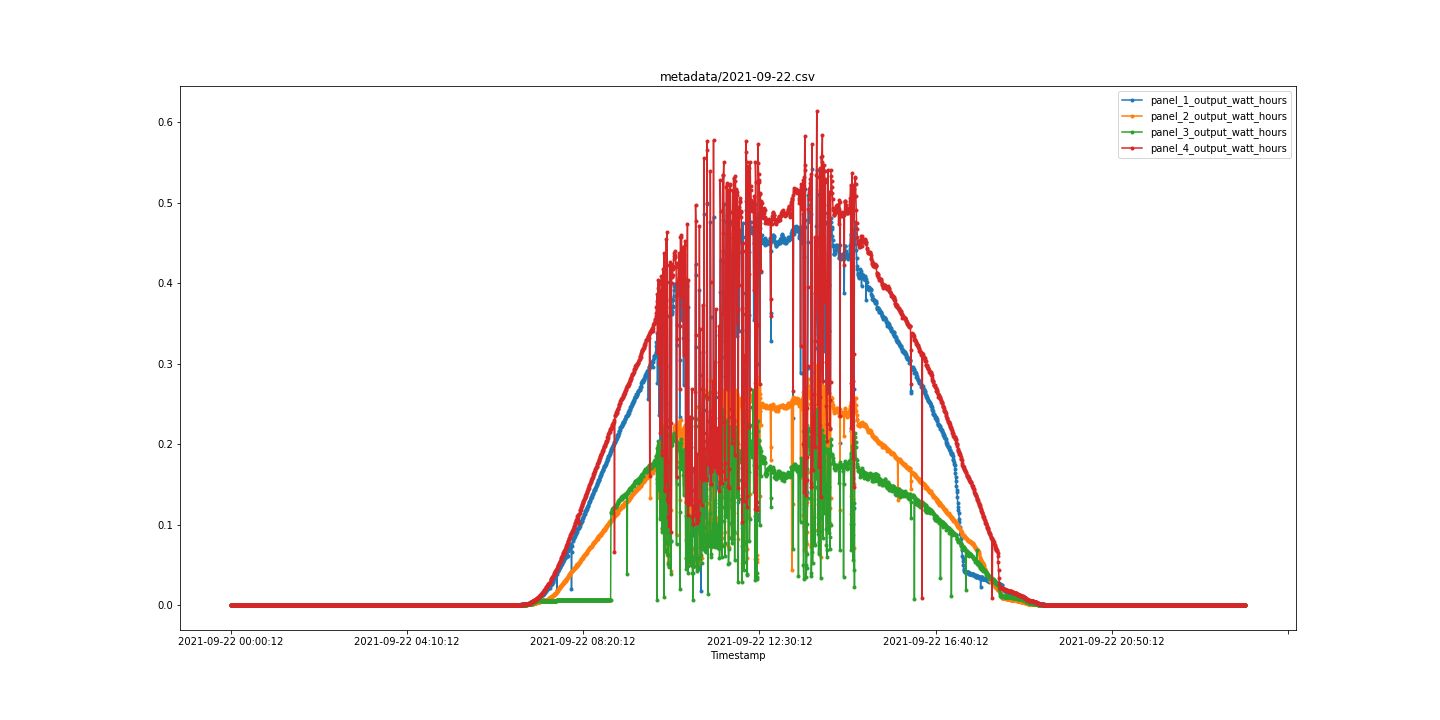 metadata/2021-09-22.csv
panel_1_output_watt_hours
panel_2_output_watt_hours
panel_3_output_watt_hours
panel_4_output_watt_hours
0.6
0.5
0.4
0.3
0.2
0.1
0.0
2021-09-22 00:00:12 2021-09-22 04:10:12 2021-09-22 08:20:12 2021-09-22 12:30:12 2021-09-22 16:40:12 2021-09-22 20:50:12
Timestamp